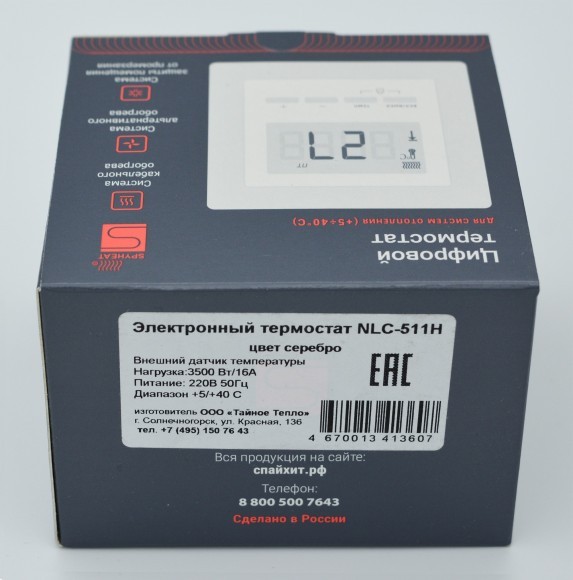 Цифровой
термостат
для систем отопления (+5÷40°C)
SPYHEAT®
Система
кабельного
обогрева
Система
альтернативного
обогрева
Система
защиты помещения
от промерзания
ПТ
27
°C
Электронный термостат NLC-511H
цвет серебро
Внешний датчик температуры
Нагрузка:3500 Вт/16А
Питание: 220В 50Гц
Диапазон +5/+40 С
изготовитель ООО «Тайное Тепло»
г. Солнечногорск, ул. Красная, 136
тел. +7 (495) 150 76 43
ЕАС
4 670013 413607
Вся продукция на сайте:
спайхит.рф
Телефон:
8 800 500 7643
Сделано в России